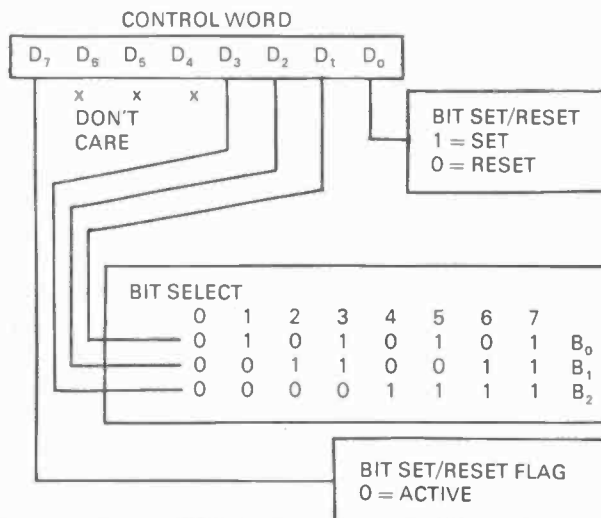 CONTROL WORD
D₇ D₆ D₅ D₄ D₃ D₂ D₁ D₀
x x x
DON'T
CARE
BIT SET/RESET
1 = SET
0 = RESET
BIT SELECT
0 1 2 3 4 5 6 7
0 1 0 1 0 1 0 1 B₀
0 0 1 1 0 0 1 1 B₁
0 0 0 0 1 1 1 1 B₂
BIT SET/RESET FLAG
0 = ACTIVE